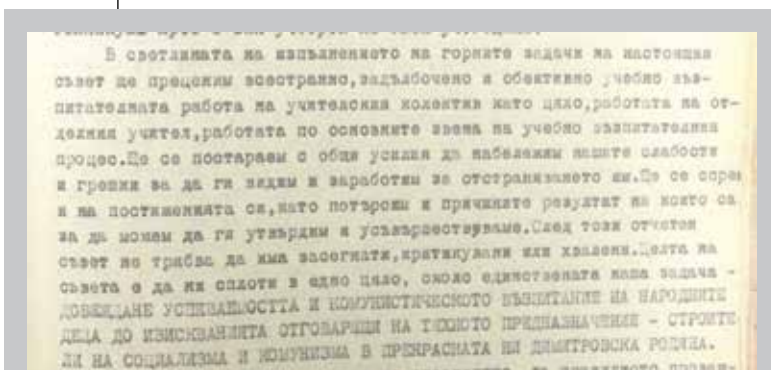 В светлината на изпълнението на горните задачи на настоящия
съвет ще преценим всестранно,задълбочено и обективно учебно въз-
питателната работа на учителския колектив като цяло,работата на от-
делния учител,работата по основните звена на учебно възпитателния
процес.Ще се постараем с общи усилия да набележим нашите слабости
и грешки за да ги видим и заработим за отстраняването им.Ще се спрем
и на постиженията си,като потърсим и причините резултат на които са
за да можем да ги утвърдим и усъвършествуваме.След този отчетен
съвет не трябва да има засегнати,критикувани или хвалени.Целта на
съвета е да ни сплоти в едно цяло, около единствената наша задача -
ДОВЕЖДАНЕ УСПЕВАЕМОСТТА И КОМУНИСТИЧЕСКОТО ВЪЗПИТАНИЕ НА НАРОДНИТЕ
ДЕЦА ДО ИЗИСКВАНИЯТА ОТГОВАРЯЩИ НА ТЯХНОТО ПРЕДНАЗНАЧЕНИЕ - СТРОИТЕ-
ЛИ НА СОЦИАЛИЗМА И КОМУНИЗМА В ПРЕКРАСНАТА НИ ДИМИТРОВСКА РОДИНА.